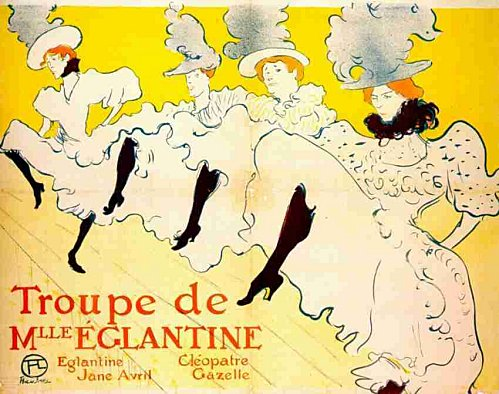 Troupe de
MLLE ÉGLANTINE
Eglantine Cléopatre
Jane Avril Gazelle